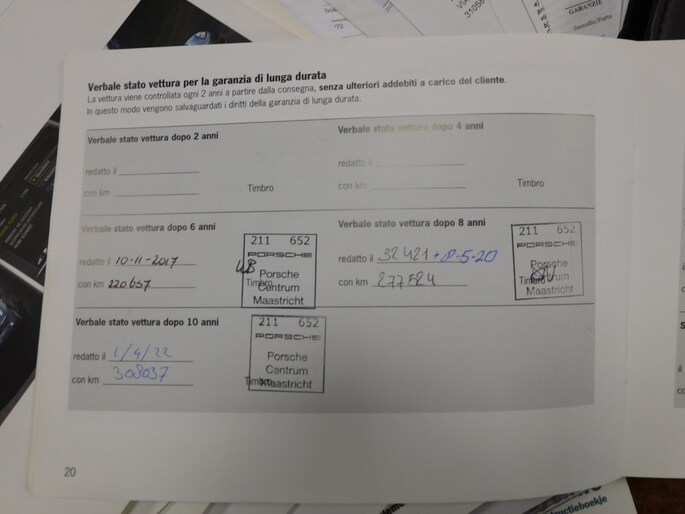 GARANZIE
Verbale stato vettura per la garanzia di lunga durata
La vettura viene controllata ogni 2 anni a partire dalla consegna, senza ulteriori addebiti a carico del cliente.
In questo modo vengono salvaguardati i diritti della garanzia di lunga durata.
Verbale stato vettura dopo 2 anni
redatto il
con km
Timbro
Verbale stato vettura dopo 4 anni
redatto il
con km
Timbro
Verbale stato vettura dopo 6 anni
redatto il 10-11-2017
con km 220657
Timbro
211 652
PORSCHE
Porsche
Centrum
Maastricht
Verbale stato vettura dopo 8 anni
redatto il 32421 8-5-20
con km 277524
Timbro
211 652
PORSCHE
Porsche
Centrum
Maastricht
Verbale stato vettura dopo 10 anni
redatto il 1/4/22
con km 308037
Timbro
211 652
PORSCHE
Porsche
Centrum
Maastricht
20